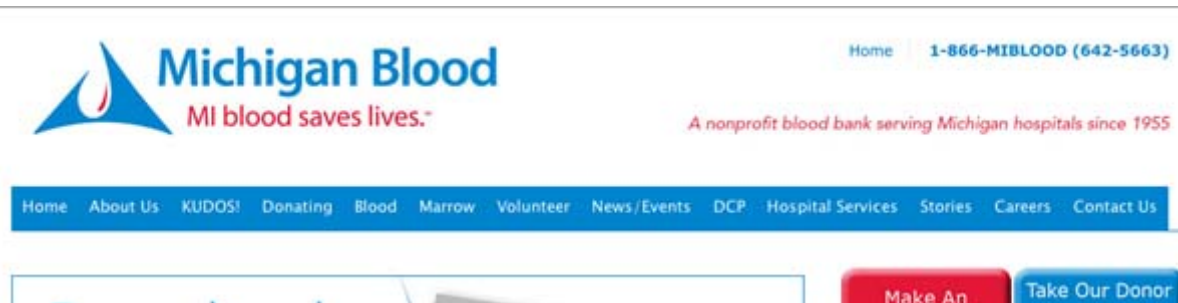 Michigan Blood
MI blood saves lives.
Home
1-866-MIBLOOD (642-5663)
A nonprofit blood bank serving Michigan hospitals since 1955
Home About Us KUDOS! Donating Blood Marrow Volunteer News/Events DCP Hospital Services Stories Careers Contact Us
Make An
Take Our Donor